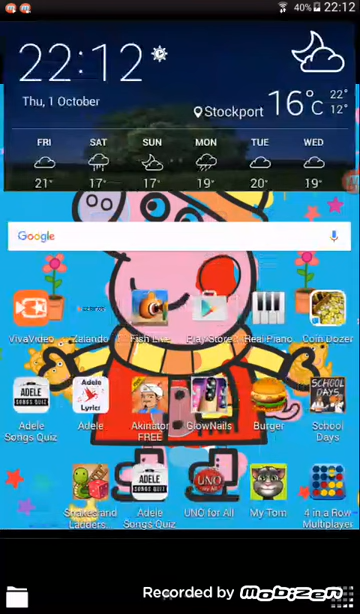 40% 22:12
22:12
Thu, 1 October
Stockport 16°c 22° 12°
FRI SAT SUN MON TUE WED
21° 17° 17° 19° 20° 19°
Google
VivaVideo Zalando Fish Live Play Store Real Piano Coin Dozer
ADELE SONGS QUIZ Adele Lyrics SCHOOL DAYS
Adele Songs Quiz Adele Akinator FREE GlowNails Burger School Days
ADELE SONGS QUIZ UNO
Snakes and Ladders Adele Songs Quiz UNO for All My Tom 4 in a Row Multiplayer
Recorded by Mobizen